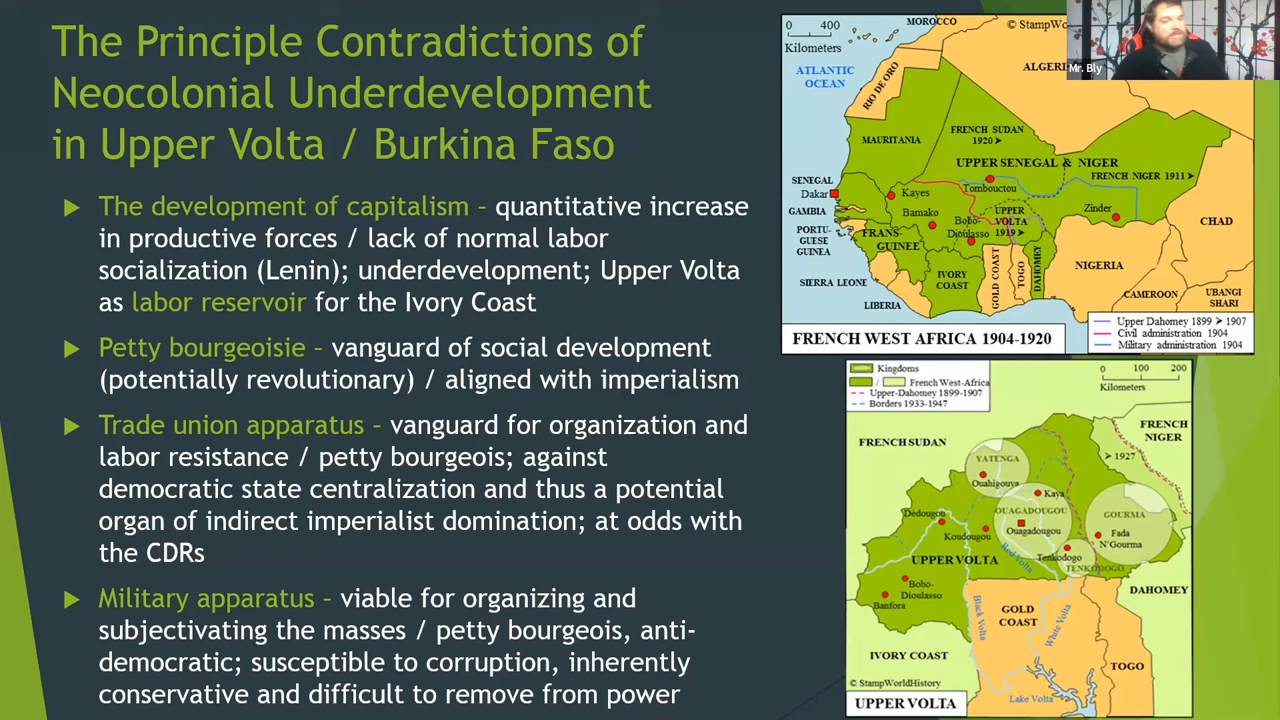 The Principle Contradictions of
Neocolonial Underdevelopment
in Upper Volta / Burkina Faso
The development of capitalism – quantitative increase
in productive forces / lack of normal labor
socialization (Lenin); underdevelopment; Upper Volta
as labor reservoir for the Ivory Coast
Petty bourgeoisie – vanguard of social development
(potentially revolutionary) / aligned with imperialism
Trade union apparatus – vanguard for organization and
labor resistance / petty bourgeois; against
democratic state centralization and thus a potential
organ of indirect imperialist domination; at odds with
the CDRs
Military apparatus – viable for organizing and
subjectivating the masses / petty bourgeois, anti-
democratic; susceptible to corruption, inherently
conservative and difficult to remove from power
0 400
Kilometers
MOROCCO
© StampWo
Mr. Bly
ATLANTIC
OCEAN
ALGERI
RIO DE ORO
MAURITANIA
FRENCH SUDAN
1920 ➤
UPPER SENEGAL & NIGER
FRENCH NIGER 1911 ➤
SENEGAL
Dakar
Kayes
Tombouctou
GAMBIA
Bamako
Bobo-
Dioulasso
UPPER
VOLTA
1919 ➤
Zinder
CHAD
PORTU-
GUESE
GUINEA
FRANS-
GUINEE
SIERRA LEONE
IVORY
COAST
GOLD COAST
TOGO
DAHOMEY
NIGERIA
LIBERIA
CAMEROON
UBANGI
SHARI
FRENCH WEST AFRICA 1904-1920
Upper Dahomey 1899 ➤ 1907
Civil administration 1904
Military administration 1904
Kingdoms
/ French West-Africa
Upper-Dahomey 1899-1907
Borders 1933-1947
0 100 200
Kilometers
FRENCH SUDAN
FRENCH
NIGER
➤ 1927
YATENGA
Ouahigouya
Kaya
Dédougou
OUAGADOUGOU
Ouagadougou
GOURMA
Koudougou
Fada
N'Gourma
UPPER VOLTA
Red Volta
Tenkodogo
TENKODOGO
Bobo-
Dioulasso
Banfora
DAHOMEY
Black Volta
GOLD
COAST
White Volta
IVORY COAST
TOGO
© StampWorldHistory
Lake Volta
UPPER VOLTA